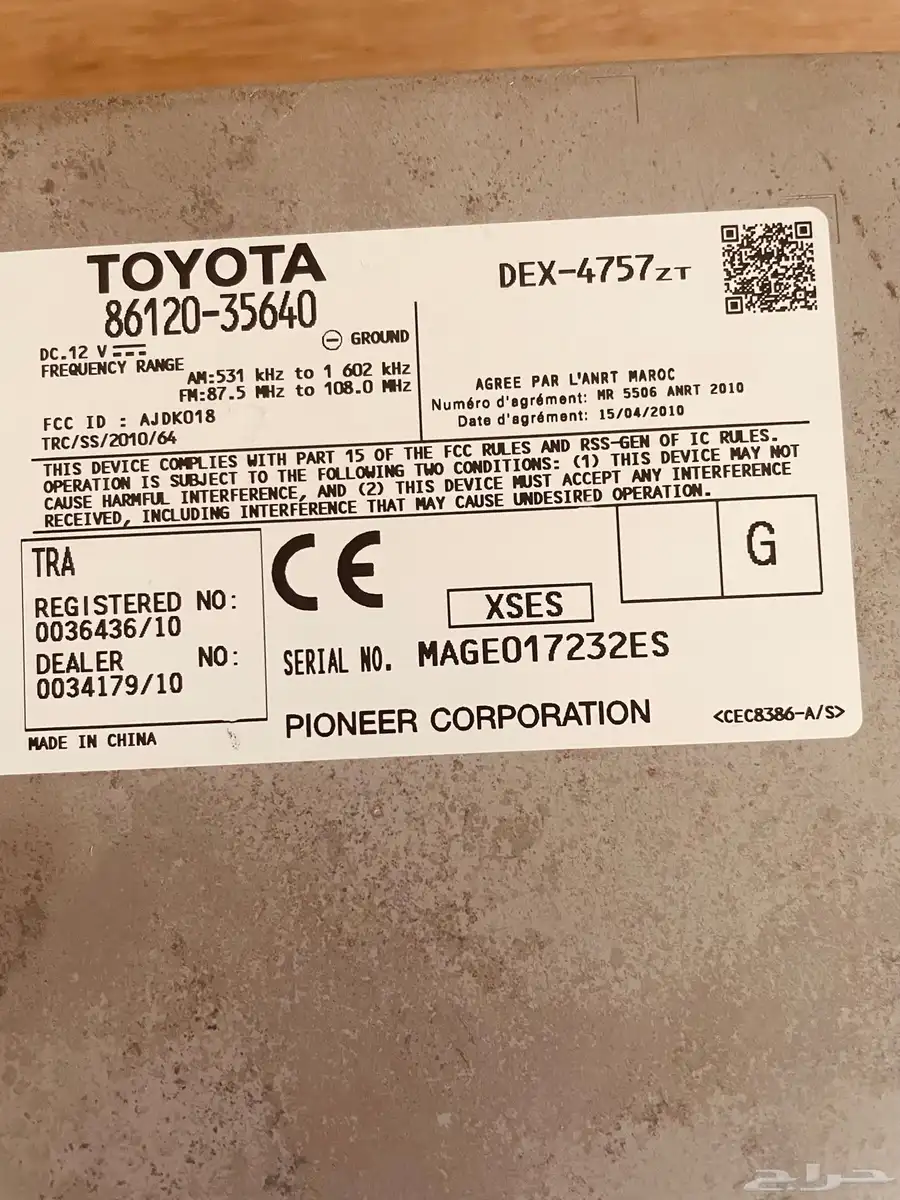 TOYOTA
86120-35640
DEX-4757ZT
DC.12 V
GROUND
FREQUENCY RANGE
AM:531 kHz to 1 602 kHz
FM:87.5 MHz to 108.0 MHz
FCC ID : AJDK018
TRC/SS/2010/64
AGREE PAR L'ANRT MAROC
Numéro d'agrément: MR 5506 ANRT 2010
Date d'agrément: 15/04/2010
THIS DEVICE COMPLIES WITH PART 15 OF THE FCC RULES AND RSS-GEN OF IC RULES.
OPERATION IS SUBJECT TO THE FOLLOWING TWO CONDITIONS: (1) THIS DEVICE MAY NOT
CAUSE HARMFUL INTERFERENCE, AND (2) THIS DEVICE MUST ACCEPT ANY INTERFERENCE
RECEIVED, INCLUDING INTERFERENCE THAT MAY CAUSE UNDESIRED OPERATION.
TRA
REGISTERED NO:
0036436/10
DEALER NO:
0034179/10
CE
G
XSES
SERIAL NO. MAGE017232ES
PIONEER CORPORATION
<CEC8386-A/S>
MADE IN CHINA
حراج